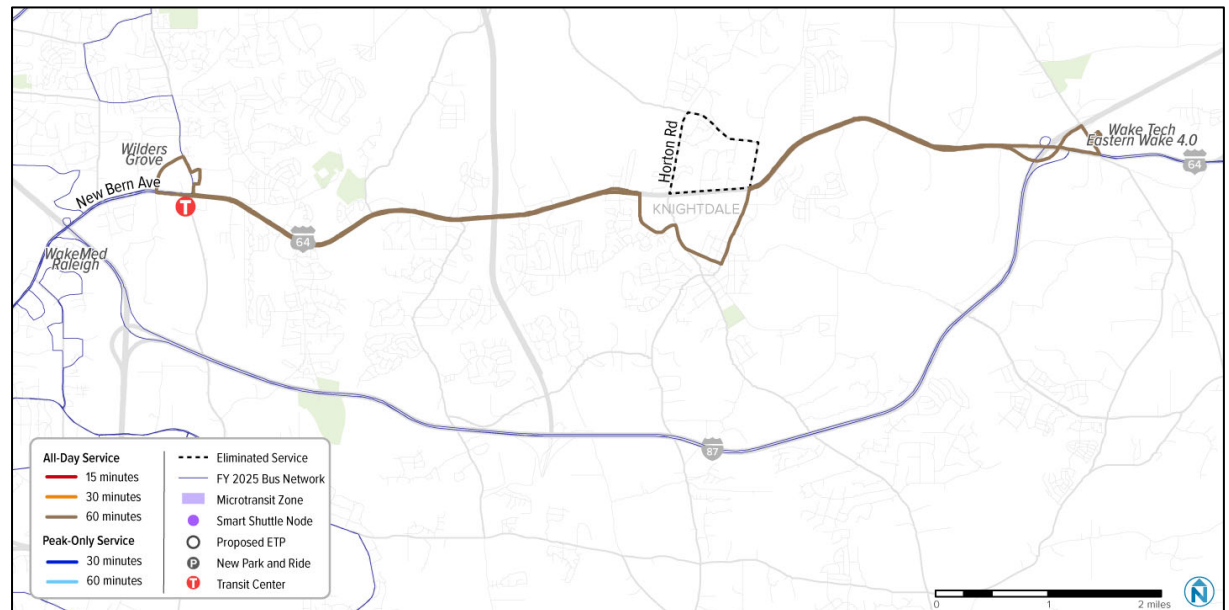 Wilders
Grove
New Bern Ave
T
WakeMed
Raleigh
64
Horton Rd
KNIGHTDALE
Wake Tech
Eastern Wake 4.0
64
87
All-Day Service
15 minutes
30 minutes
60 minutes
Peak-Only Service
30 minutes
60 minutes
Eliminated Service
FY 2025 Bus Network
Microtransit Zone
Smart Shuttle Node
Proposed ETP
P New Park and Ride
T Transit Center
0 1 2 miles
N